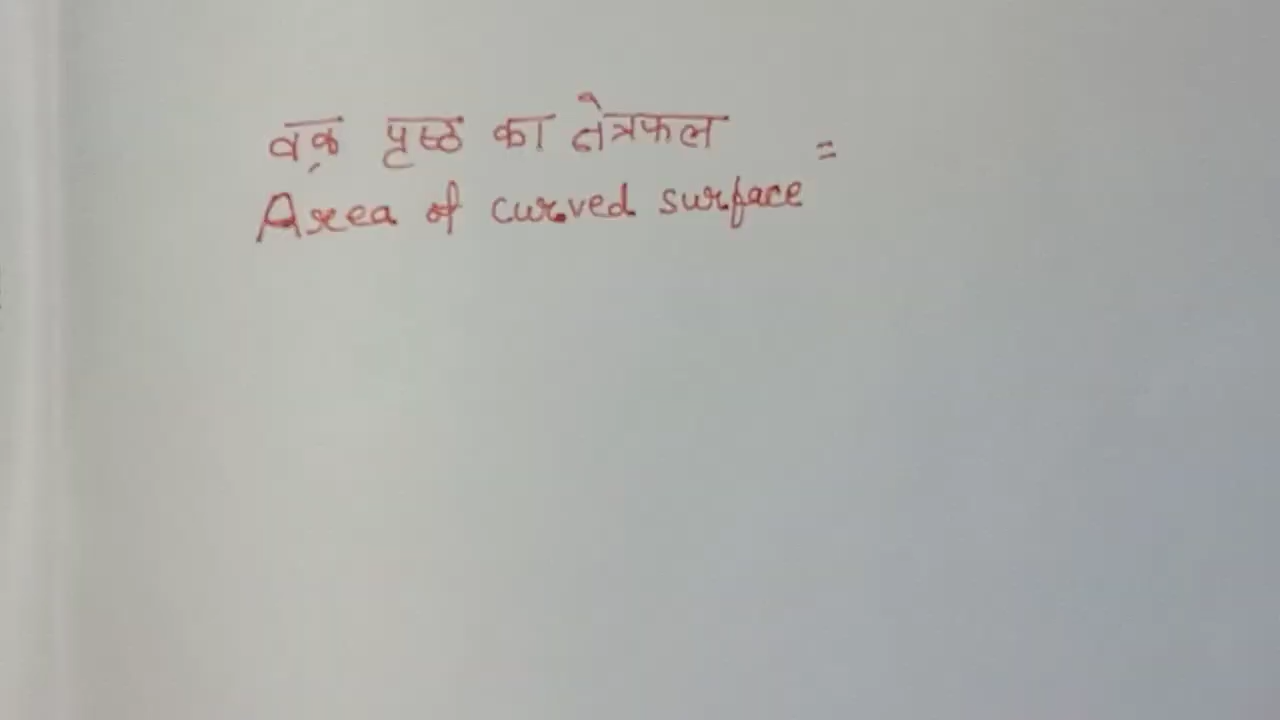 वक्र पृष्ठ का क्षेत्रफल =
Area of curved surface